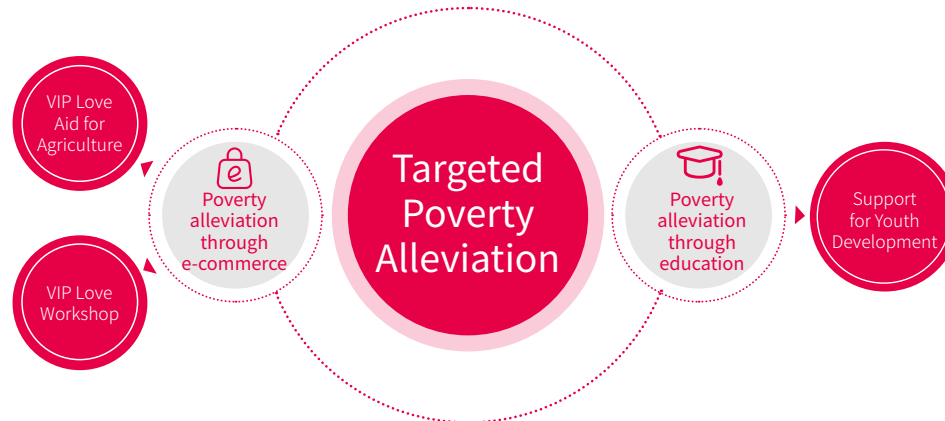 VIP Love
Aid for
Agriculture
VIP Love
Workshop
e
Poverty
alleviation
through
e-commerce
Targeted
Poverty
Alleviation
Poverty
alleviation
through
education
Support
for Youth
Development